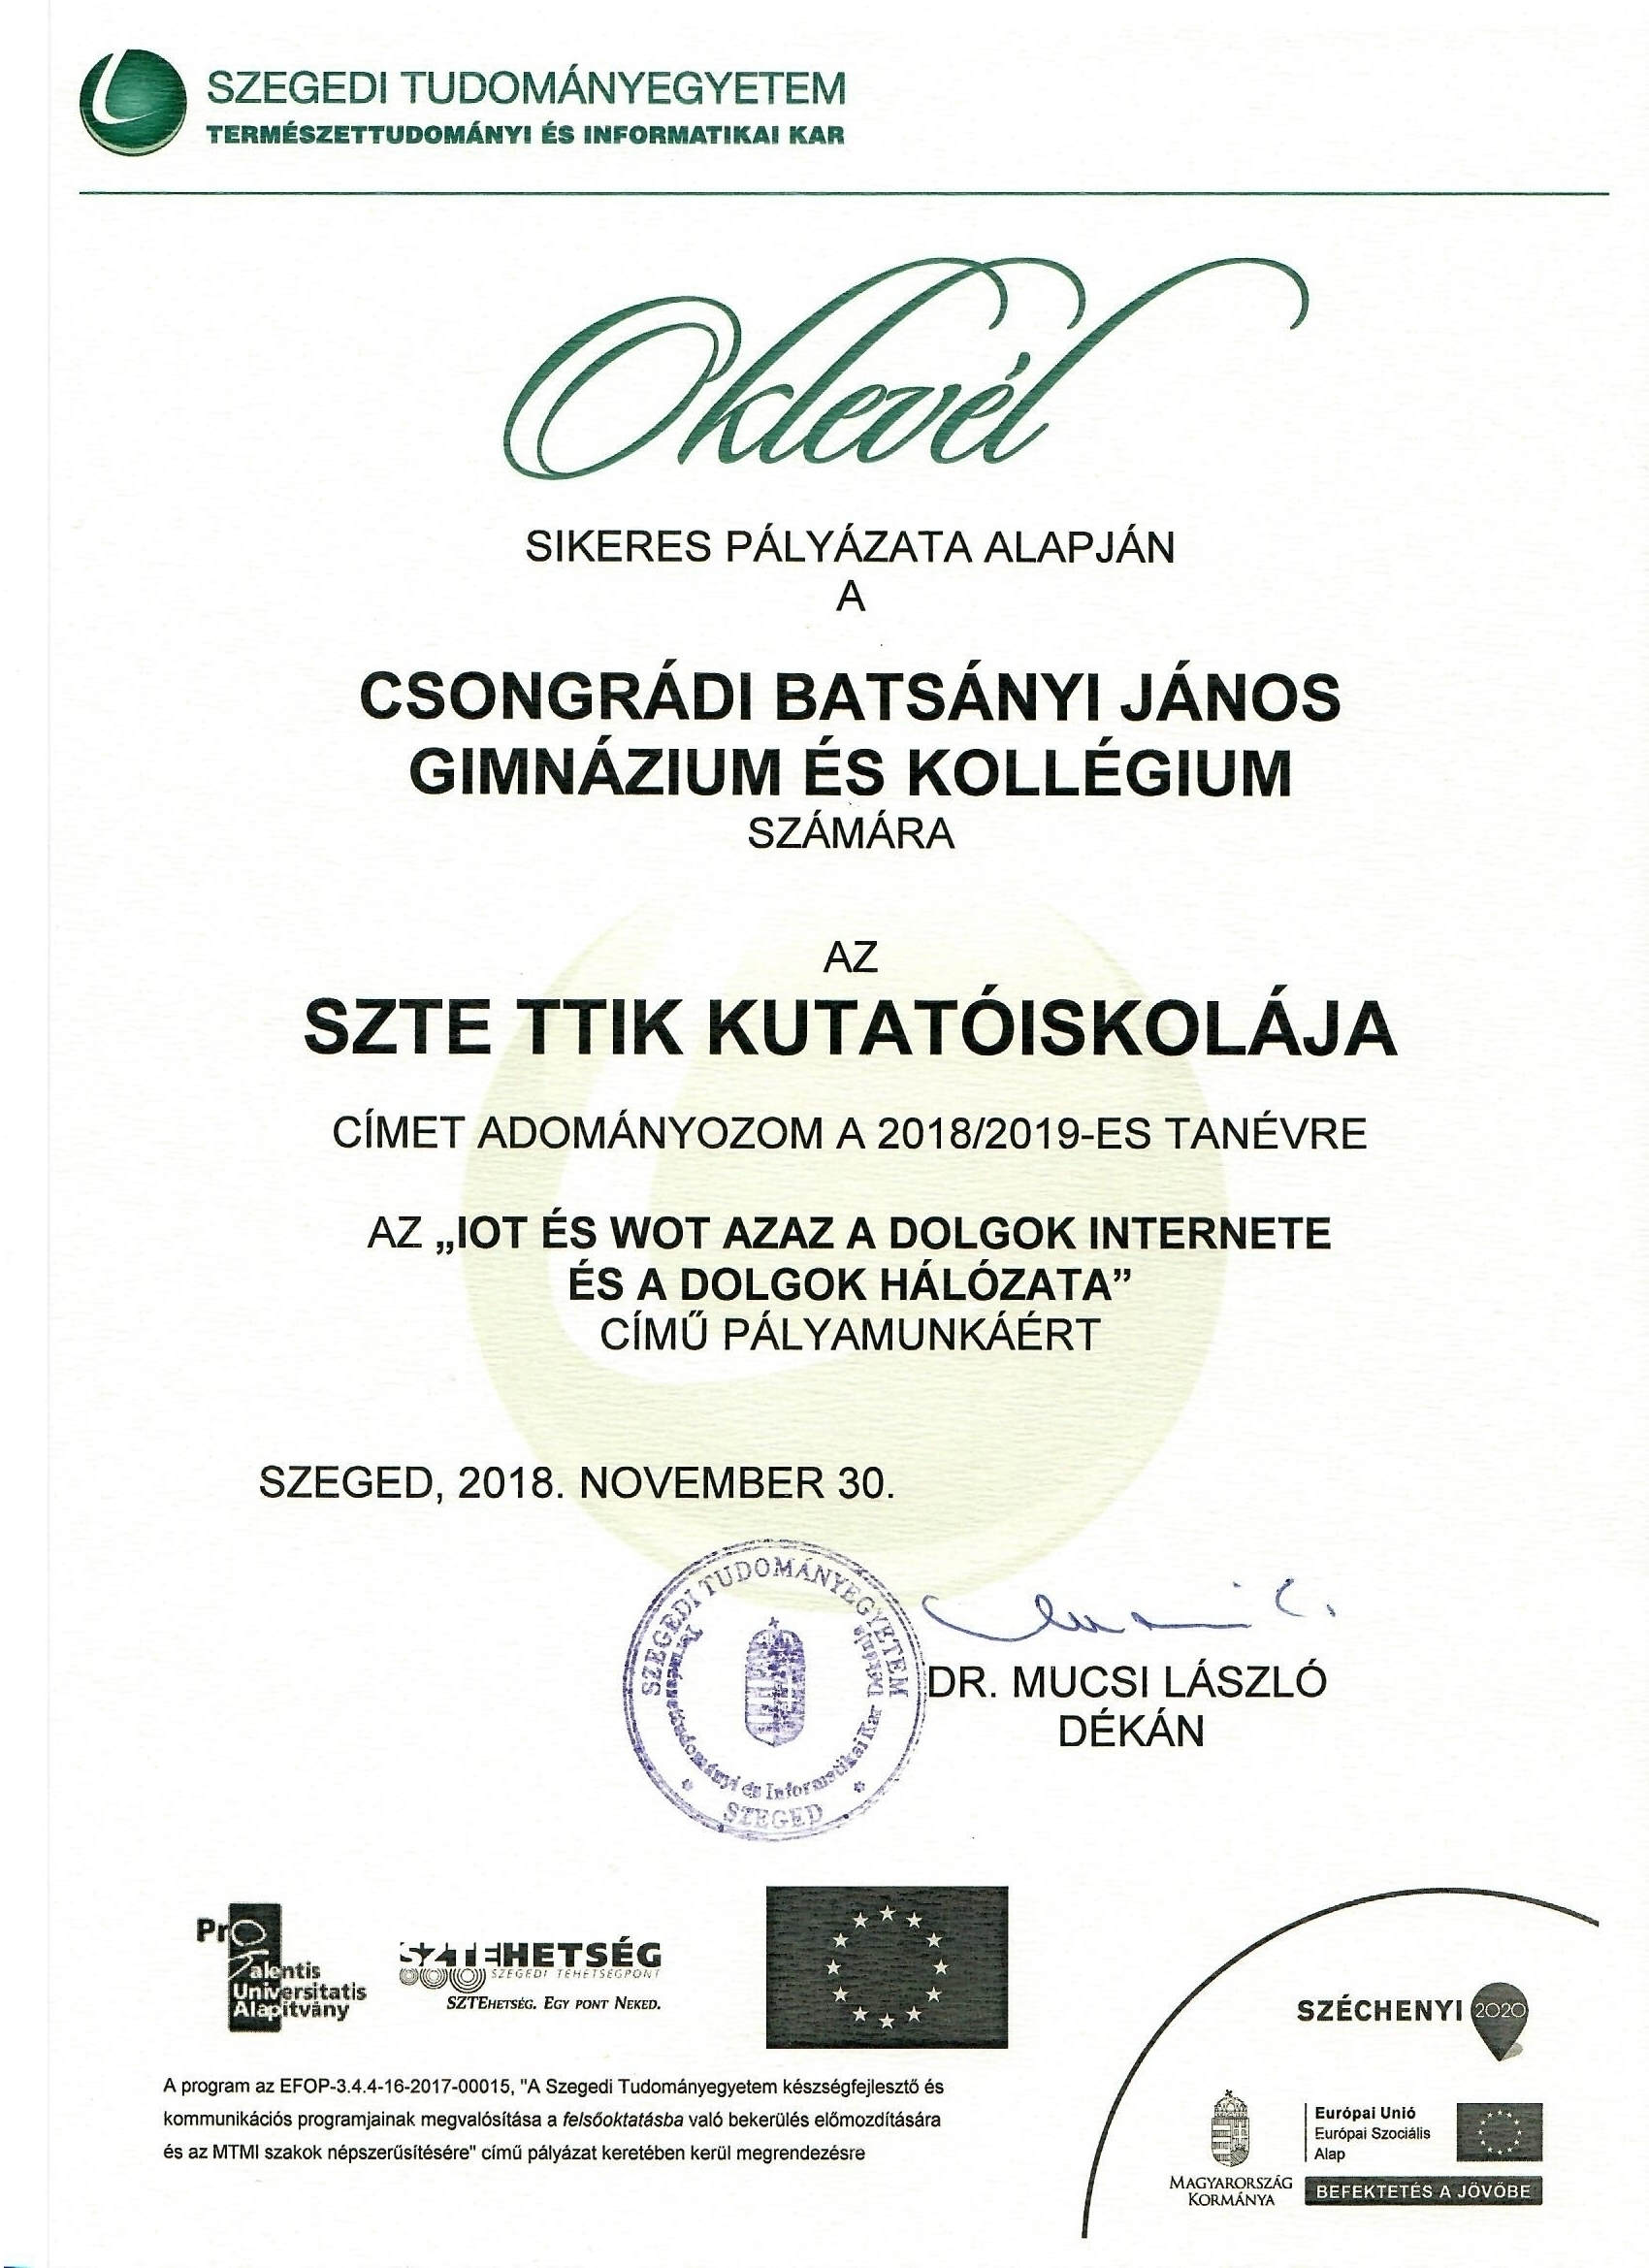 SZEGEDI TUDOMÁNYEGYETEM
TERMÉSZETTUDOMÁNYI ÉS INFORMATIKAI KAR
Oklevél
SIKERES PÁLYÁZATA ALAPJÁN
A
CSONGRÁDI BATSÁNYI JÁNOS
GIMNÁZIUM ÉS KOLLÉGIUM
SZÁMÁRA
AZ
SZTE TTIK KUTATÓISKOLÁJA
CÍMET ADOMÁNYOZOM A 2018/2019-ES TANÉVRE
AZ „IOT ÉS WOT AZAZ A DOLGOK INTERNETE
ÉS A DOLGOK HÁLÓZATA”
CÍMŰ PÁLYAMUNKÁÉRT
SZEGED, 2018. NOVEMBER 30.
SZEGEDI TUDOMÁNYEGYETEM
Természettudományi és Informatikai Kar Dékánja
SZEGED
DR. MUCSI LÁSZLÓ
DÉKÁN
Pro
Talentis
Universitatis
Alapítvány
SZTEHETSÉG
SZEGEDI TEHETSÉGPONT
SZTEHETSÉG. EGY PONT NEKED.
A program az EFOP-3.4.4-16-2017-00015, "A Szegedi Tudományegyetem készségfejlesztő és
kommunikációs programjainak megvalósítása a felsőoktatásba való bekerülés előmozdítására
és az MTMI szakok népszerűsítésére" című pályázat keretében kerül megrendezésre
SZÉCHENYI 2020
MAGYARORSZÁG
KORMÁNYA
Európai Unió
Európai Szociális
Alap
BEFEKTETÉS A JÖVŐBE